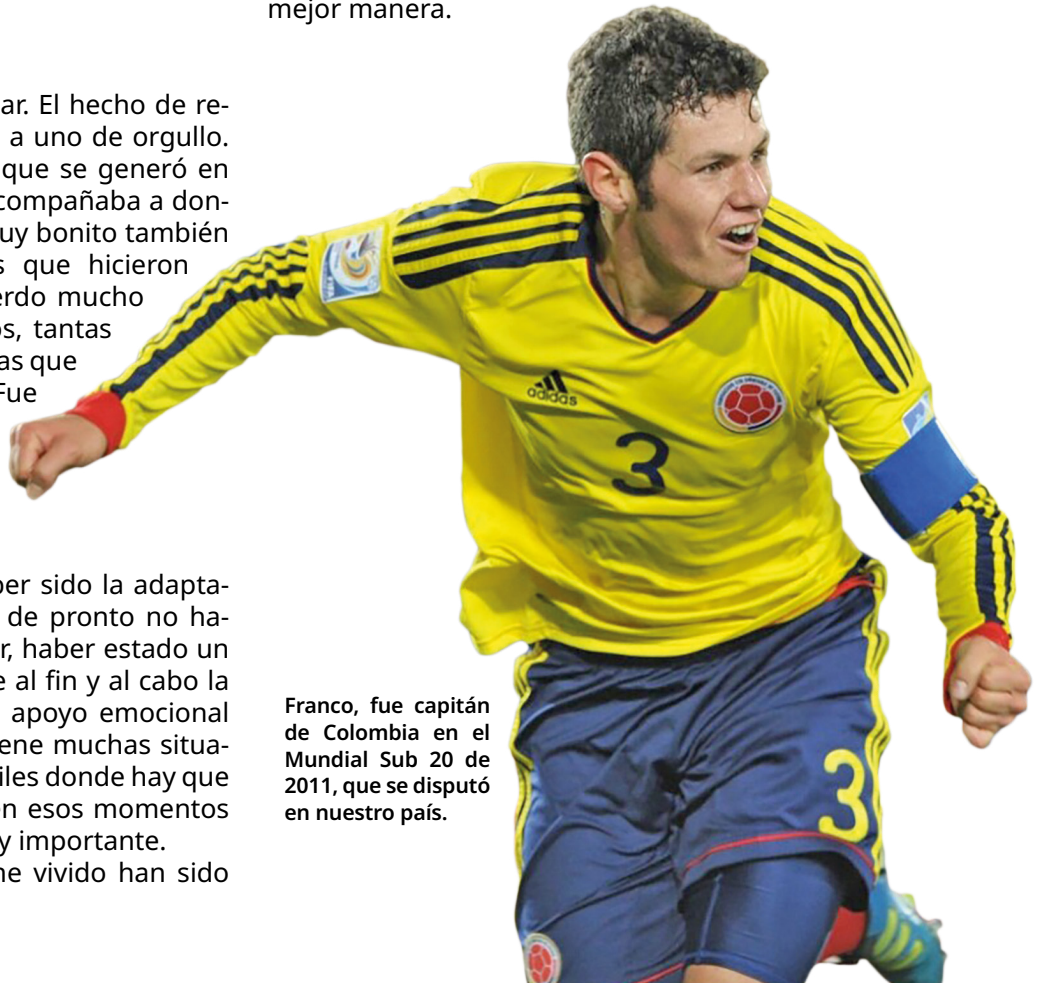 mejor manera.
ar. El hecho de re-
a uno de orgullo.
que se generó en
compañaba a don-
uy bonito también
s que hicieron
erdo mucho
os, tantas
as que
Fue
ber sido la adapta-
de pronto no ha-
r, haber estado un
e al fin y al cabo la
apoyo emocional
ene muchas situa-
iles donde hay que
en esos momentos
y importante.
he vivido han sido
Franco, fue capitán
de Colombia en el
Mundial Sub 20 de
2011, que se disputó
en nuestro país.
adidas
3
3
FIFA